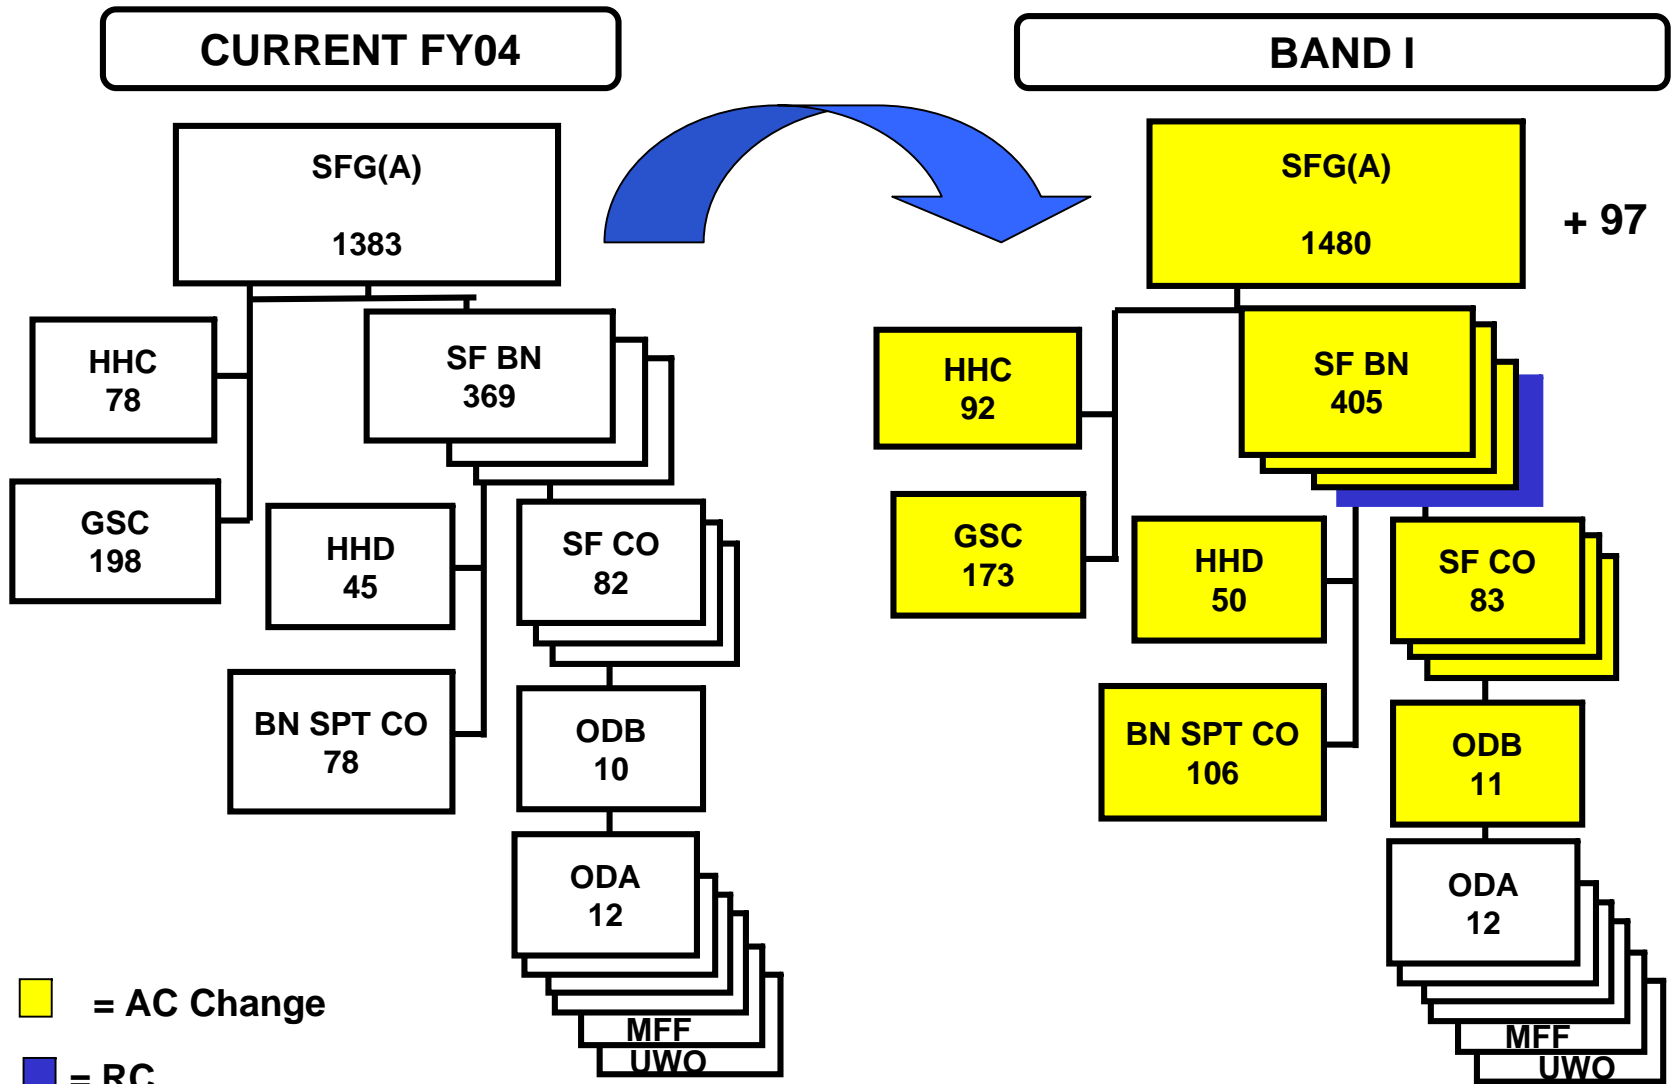 CURRENT FY04
SFG(A)
1383
HHC
78
SF BN
369
GSC
198
HHD
45
SF CO
82
BN SPT CO
78
ODB
10
ODA
12
MFF
UWO
= AC Change
= RC
BAND I
SFG(A)
1480
+ 97
HHC
92
SF BN
405
GSC
173
HHD
50
SF CO
83
BN SPT CO
106
ODB
11
ODA
12
MFF
UWO